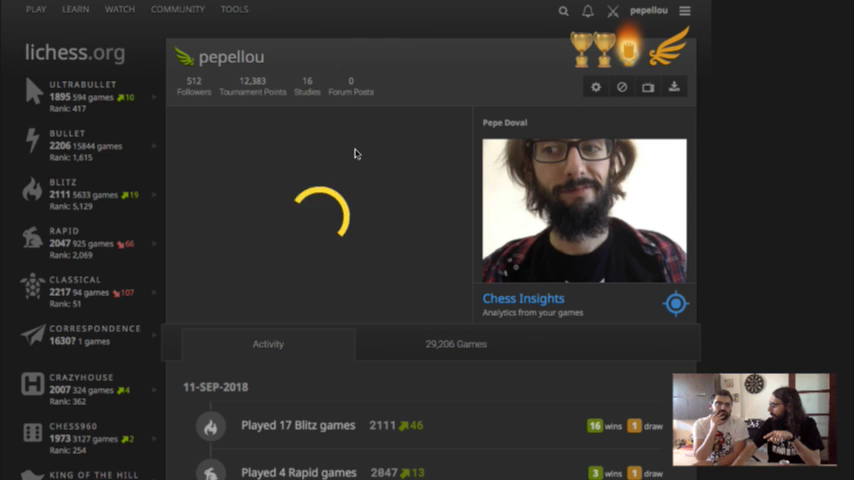 PLAY LEARN WATCH COMMUNITY TOOLS pepellou
lichess.org
pepellou
512 12,383 16 0
Followers Tournament Points Studies Forum Posts
ULTRABULLET
1895 594 games 10
Rank: 417
BULLET
2206 15844 games
Rank: 1,615
BLITZ
2111 5633 games 19
Rank: 5,129
RAPID
2047 925 games 66
Rank: 2,069
CLASSICAL
2217 94 games 107
Rank: 51
CORRESPONDENCE
1630? 1 games
CRAZYHOUSE
2007 324 games 4
Rank: 362
CHESS960
1973 3127 games 2
Rank: 254
KING OF THE HILL
Pepe Doval
Chess Insights
Analytics from your games
Activity 29,206 Games
11-SEP-2018
Played 17 Blitz games 2111 46 16 wins 1 draw
Played 4 Rapid games 2047 13 3 wins 1 draw